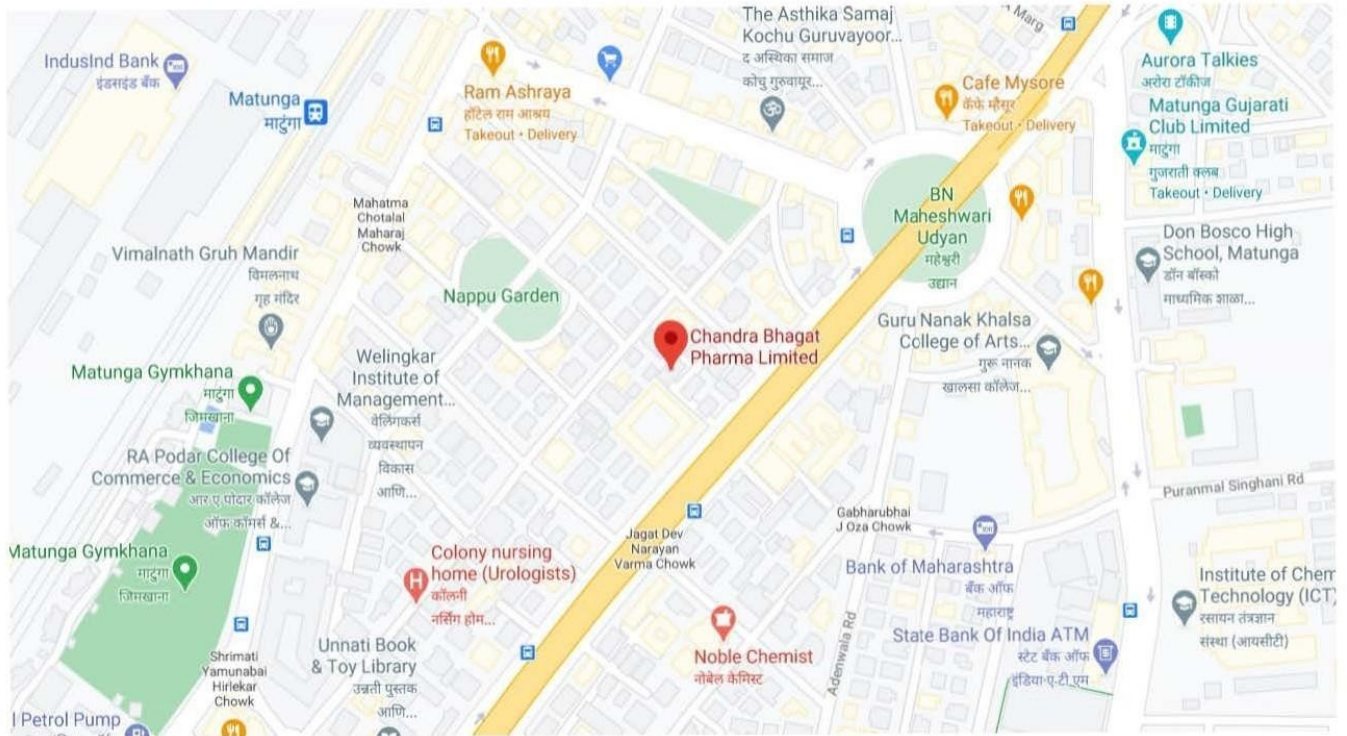 The Asthika Samaj
Kochu Guruvayoor...
द अस्थिका समाज
कोचु गुरुवायूर...
Marg
Aurora Talkies
अरोरा टॉकीज
IndusInd Bank
इंडसइंड बँक
Ram Ashraya
हॉटेल राम आश्रय
Takeout • Delivery
Cafe Mysore
कॅफे म्हैसूर
Takeout • Delivery
Matunga
माटुंगा
Matunga Gujarati
Club Limited
माटुंगा
गुजराती क्लब
Takeout • Delivery
Mahatma
Chotalal
Maharaj
Chowk
BN
Maheshwari
Udyan
महेश्वरी
उद्यान
Don Bosco High
School, Matunga
डॉन बॉस्को
माध्यमिक शाळा...
Vimalnath Gruh Mandir
विमलनाथ
गृह मंदिर
Nappu Garden
Chandra Bhagat
Pharma Limited
Guru Nanak Khalsa
College of Arts...
गुरू नानक
खालसा कॉलेज...
Matunga Gymkhana
माटुंगा
जिमखाना
Welingkar
Institute of
Management...
वेलिंगकर्स
व्यवस्थापन
विकास
आणि...
RA Podar College Of
Commerce & Economics
आर ए पोदार कॉलेज
ऑफ कॉमर्स &...
Puranmal Singhani Rd
Gabharubhai
J Oza Chowk
Jagat Dev
Narayan
Varma Chowk
Matunga Gymkhana
माटुंगा
जिमखाना
Colony nursing
home (Urologists)
कॉलनी
नर्सिंग होम...
Bank of Maharashtra
बँक ऑफ
महाराष्ट्र
Institute of Chem
Technology (ICT)
रसायन तंत्रज्ञान
संस्था (आयसीटी)
Unnati Book
& Toy Library
उन्नती पुस्तक
आणि...
Noble Chemist
नोबेल केमिस्ट
Adenwala Rd
State Bank Of India ATM
स्टेट बँक ऑफ
इंडिया-ए-टी.एम
Shrimati
Yamunabai
Hirlekar
Chowk
l Petrol Pump